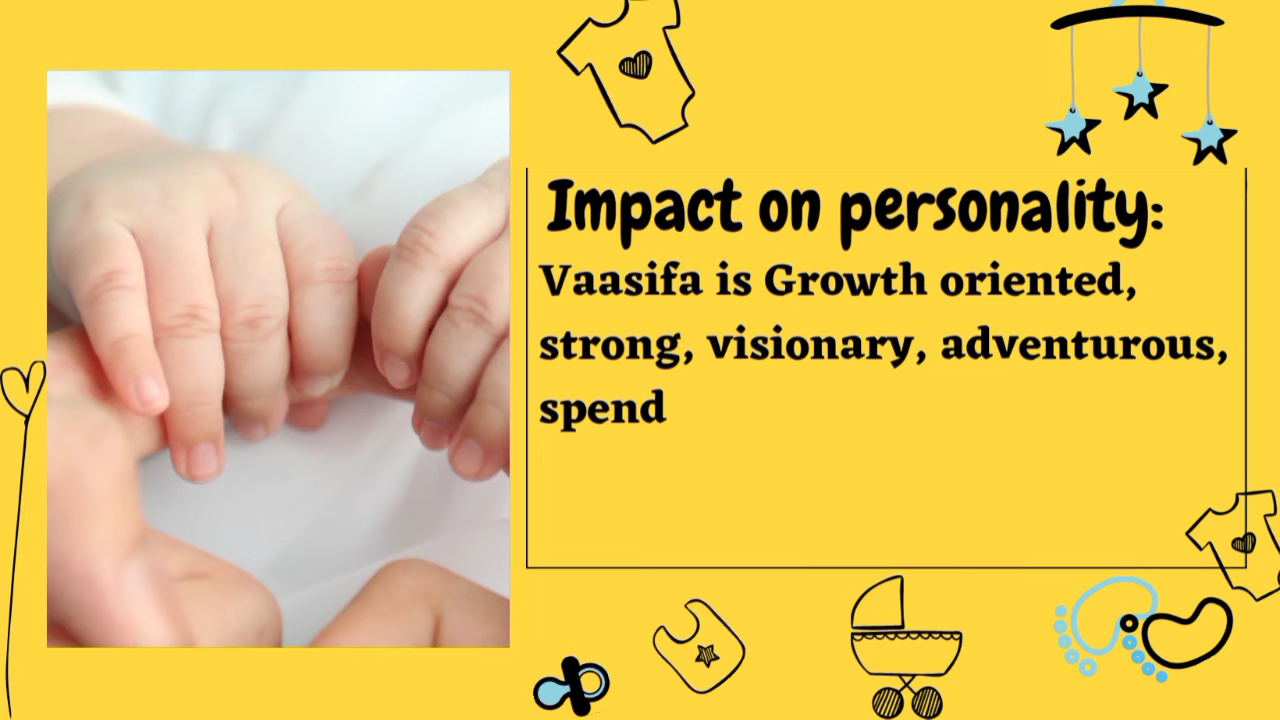 Impact on personality:
Vaasifa is Growth oriented,
strong, visionary, adventurous,
spend